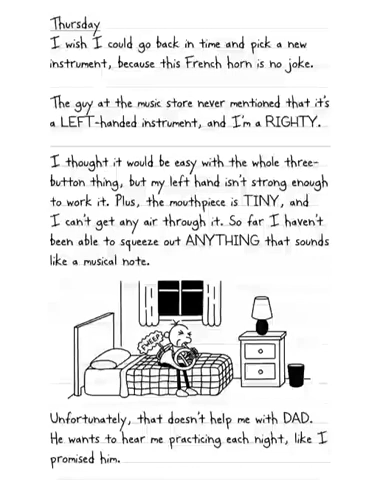 Thursday
I wish I could go back in time and pick a new
instrument, because this French horn is no joke.
The guy at the music store never mentioned that it's
a LEFT-handed instrument, and I'm a RIGHTY.
I thought it would be easy with the whole three-
button thing, but my left hand isn't strong enough
to work it. Plus, the mouthpiece is TINY, and
I can't get any air through it. So far I haven't
been able to squeeze out ANYTHING that sounds
like a musical note.
SWEEP
Unfortunately, that doesn't help me with DAD.
He wants to hear me practicing each night, like I
promised him.